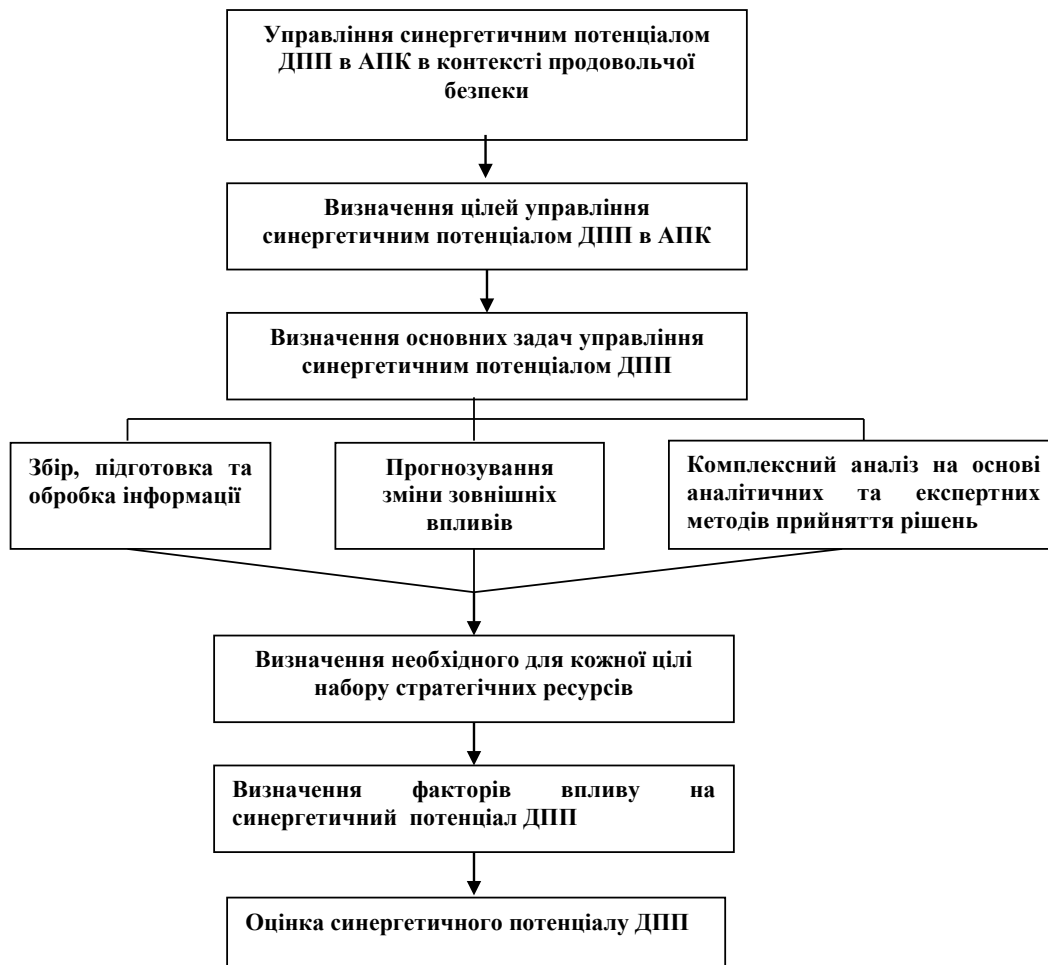 Управління синергетичним потенціалом
ДПП в АПК в контексті продовольчої
безпеки
Визначення цілей управління
синергетичним потенціалом ДПП в АПК
Визначення основних задач управління
синергетичним потенціалом ДПП
Збір, підготовка та
обробка інформації
Прогнозування
зміни зовнішніх
впливів
Комплексний аналіз на основі
аналітичних та експертних
методів прийняття рішень
Визначення необхідного для кожної цілі
набору стратегічних ресурсів
Визначення факторів впливу на
синергетичний потенціал ДПП
Оцінка синергетичного потенціалу ДПП